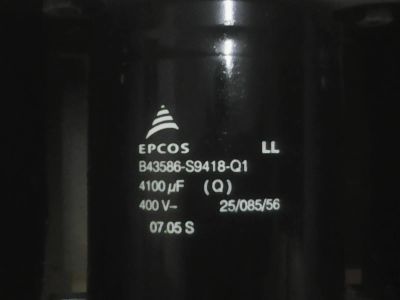 EPCOS LL
B43586-S9418-Q1
4100 µF (Q)
400 V- 25/085/56
07.05 S